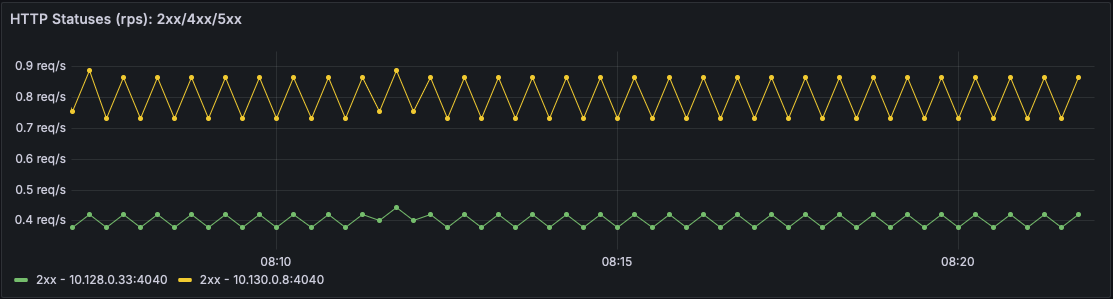 HTTP Statuses (rps): 2xx/4xx/5xx
0.9 req/s
0.8 req/s
0.7 req/s
0.6 req/s
0.5 req/s
0.4 req/s
08:10 08:15 08:20
2xx - 10.128.0.33:4040 2xx - 10.130.0.8:4040